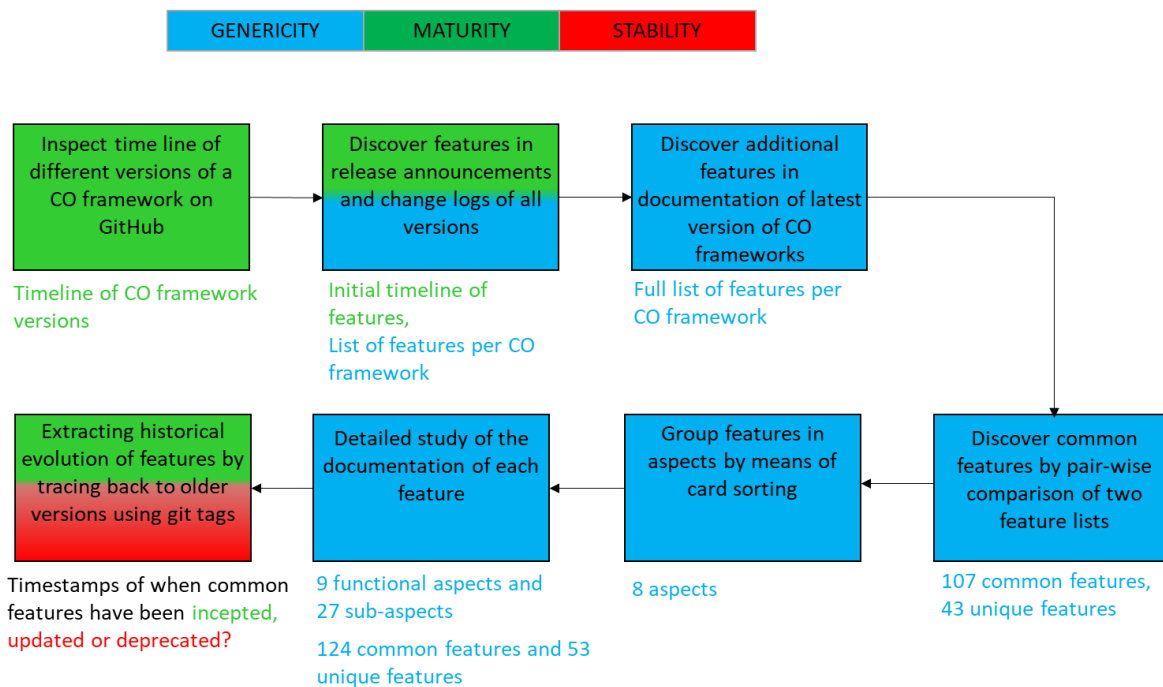 GENERICITY
MATURITY
STABILITY
Inspect time line of
different versions of a
CO framework on
GitHub
Timeline of CO framework
versions
Discover features in
release announcements
and change logs of all
versions
Initial timeline of
features,
List of features per CO
framework
Discover additional
features in
documentation of latest
version of CO
frameworks
Full list of features per
CO framework
Discover common
features by pair-wise
comparison of two
feature lists
107 common features,
43 unique features
Group features in
aspects by means of
card sorting
8 aspects
Detailed study of the
documentation of each
feature
9 functional aspects and
27 sub-aspects
124 common features and 53
unique features
Extracting historical
evolution of features by
tracing back to older
versions using git tags
Timestamps of when common
features have been incepted,
updated or deprecated?